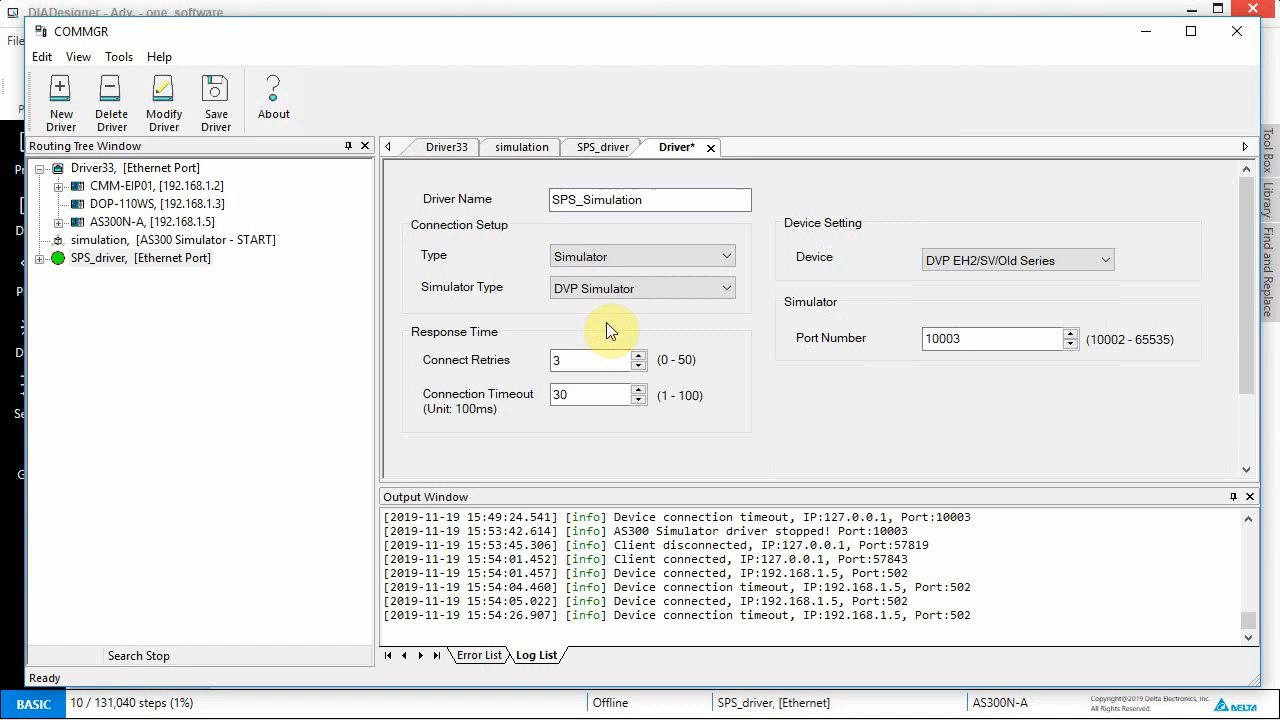 DIADesigner - Adv. - one_software
COMMGR
File
Edit View Tools Help
New Driver
Delete Driver
Modify Driver
Save Driver
About
Routing Tree Window
Driver33 simulation SPS_driver Driver*
Driver33, [Ethernet Port]
CMM-EIP01, [192.168.1.2]
DOP-110WS, [192.168.1.3]
AS300N-A, [192.168.1.5]
simulation, [AS300 Simulator - START]
SPS_driver, [Ethernet Port]
Search Stop
Driver Name SPS_Simulation
Connection Setup
Type Simulator
Simulator Type DVP Simulator
Response Time
Connect Retries 3 (0 - 50)
Connection Timeout 30 (1 - 100)
(Unit: 100ms)
Device Setting
Device DVP EH2/SV/Old Series
Simulator
Port Number 10003 (10002 - 65535)
Tool Box
Library
Find and Replace
Output Window
[2019-11-19 15:49:24.541] [info] Device connection timeout, IP:127.0.0.1, Port:10003
[2019-11-19 15:53:42.614] [info] AS300 Simulator driver stopped! Port:10003
[2019-11-19 15:53:45.306] [info] Client disconnected, IP:127.0.0.1, Port:57819
[2019-11-19 15:54:01.452] [info] Client connected, IP:127.0.0.1, Port:57843
[2019-11-19 15:54:01.457] [info] Device connected, IP:192.168.1.5, Port:502
[2019-11-19 15:54:04.460] [info] Device connection timeout, IP:192.168.1.5, Port:502
[2019-11-19 15:54:05.022] [info] Device connected, IP:192.168.1.5, Port:502
[2019-11-19 15:54:26.907] [info] Device connection timeout, IP:192.168.1.5, Port:502
Error List Log List
Ready
BASIC 10 / 131,040 steps (1%) Offline SPS_driver, [Ethernet] AS300N-A
Copyright@2019 Delta Electronics, Inc.
All Rights Reserved.
DELTA